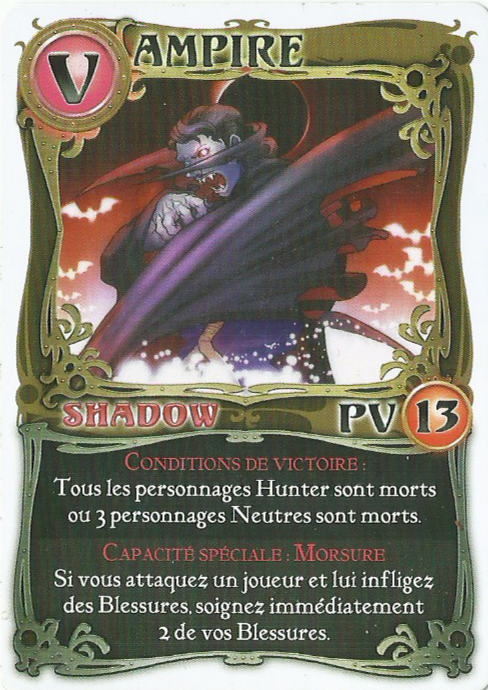 VAMPIRE
SHADOW PV 13
CONDITIONS DE VICTOIRE :
Tous les personnages Hunter sont morts
ou 3 personnages Neutres sont morts.
CAPACITÉ SPÉCIALE : MORSURE
Si vous attaquez un joueur et lui infligez
des Blessures, soignez immédiatement
2 de vos Blessures.